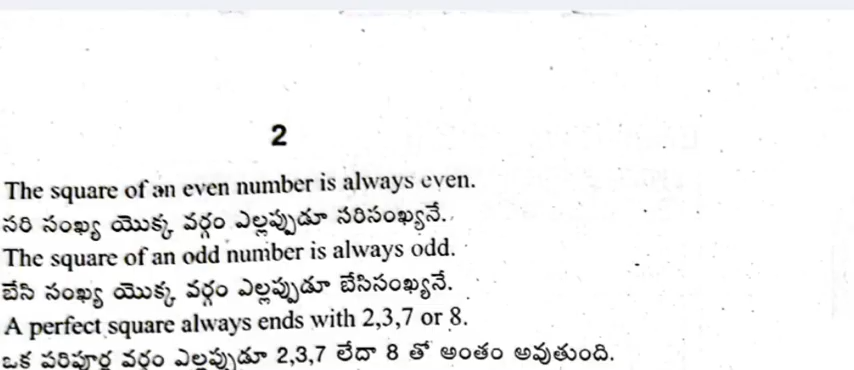 2
The square of an even number is always even.
సరి సంఖ్య యొక్క వర్గం ఎల్లప్పుడూ సరిసంఖ్యనే.
The square of an odd number is always odd.
బేసి సంఖ్య యొక్క వర్గం ఎల్లప్పుడూ బేసిసంఖ్యనే.
A perfect square always ends with 2,3,7 or 8.
ఒక పరిపూర్ణ వర్గం ఎల్లప్పుడూ 2,3,7 లేదా 8 తో అంతం అవుతుంది.